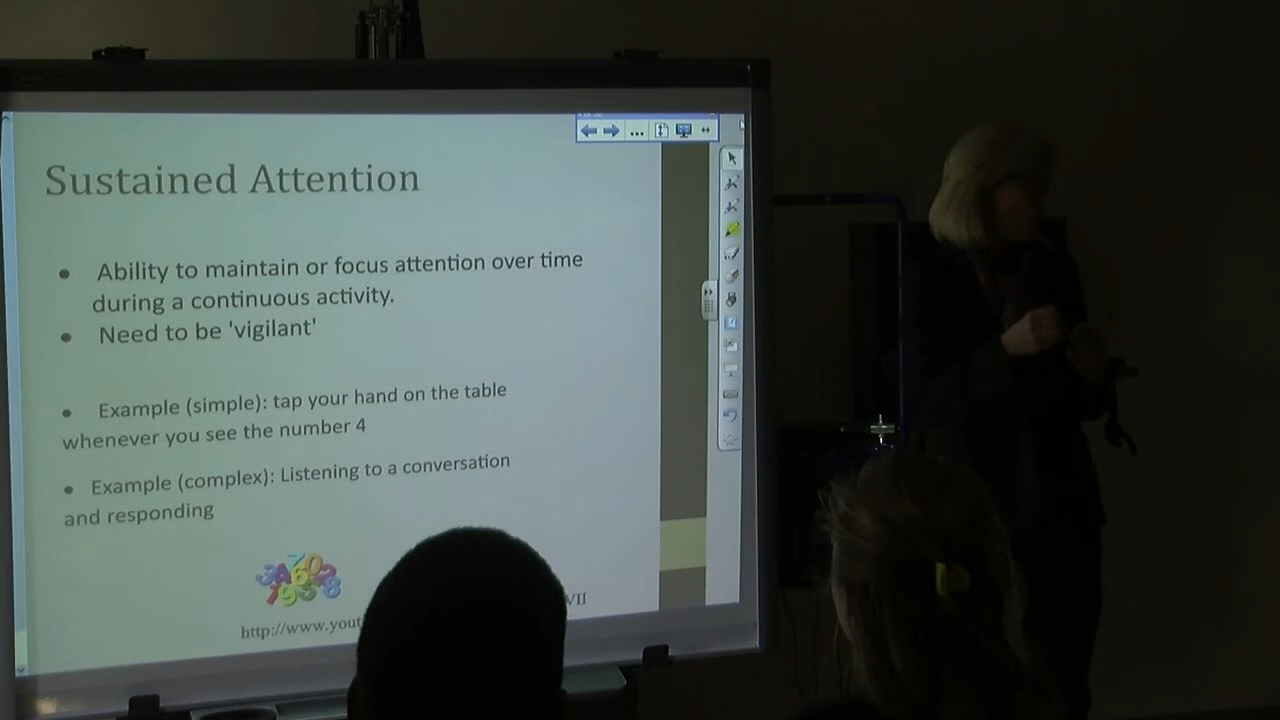 Sustained Attention
• Ability to maintain or focus attention over time
during a continuous activity.
• Need to be 'vigilant'
• Example (simple): tap your hand on the table
whenever you see the number 4
• Example (complex): Listening to a conversation
and responding
http://www.yout VII